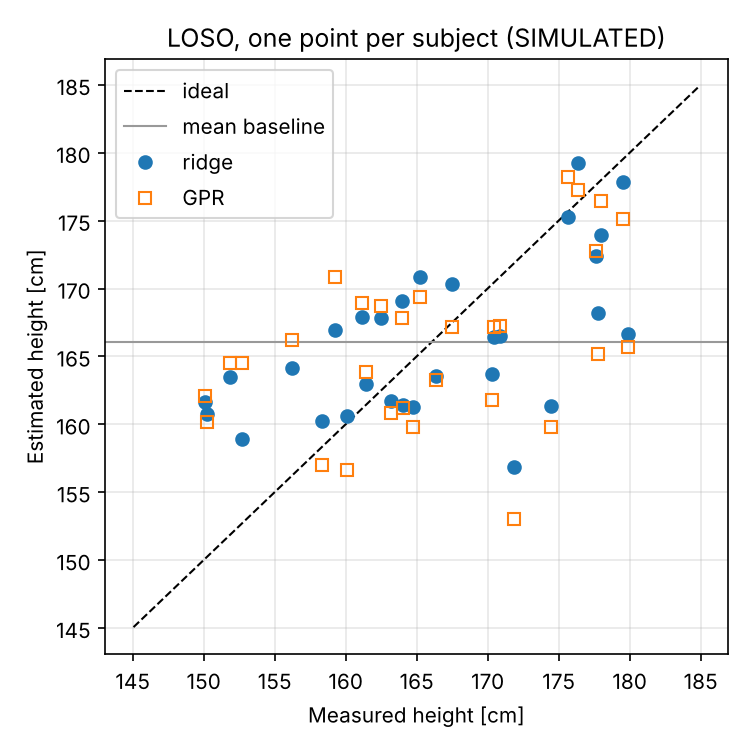 LOSO, one point per subject (SIMULATED)
ideal
mean baseline
ridge
GPR
185
180
175
170
165
160
155
150
145
Estimated height [cm]
145 150 155 160 165 170 175 180 185
Measured height [cm]